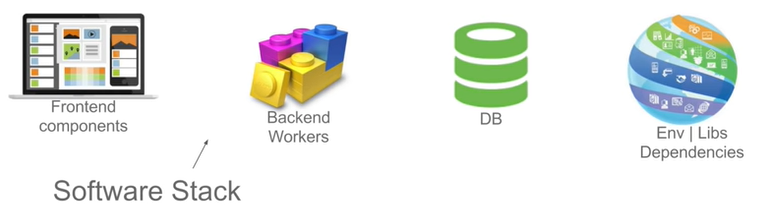 Frontend
components
Backend
Workers
DB
Env | Libs
Dependencies
Software Stack